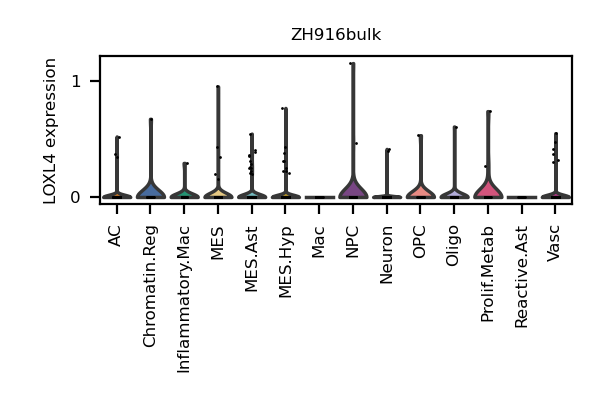 ZH916bulk
LOXL4 expression
1
0
AC
Chromatin.Reg
Inflammatory.Mac
MES
MES.Ast
MES.Hyp
Mac
NPC
Neuron
OPC
Oligo
Prolif.Metab
Reactive.Ast
Vasc